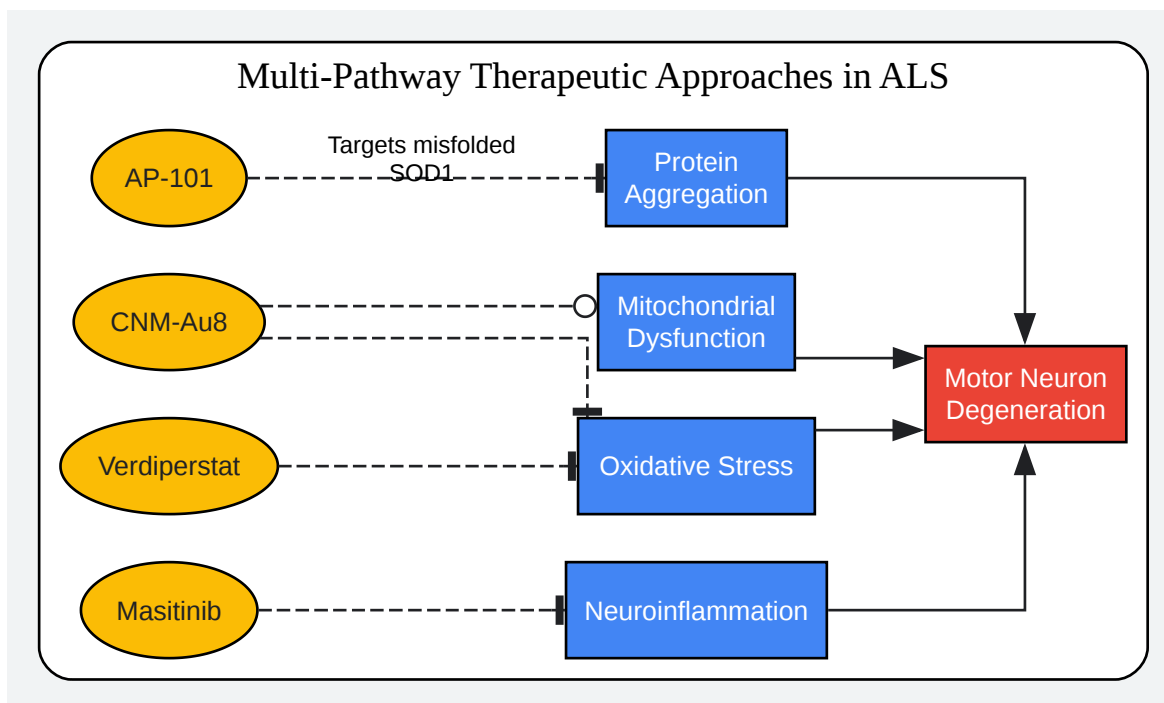 Multi-Pathway Therapeutic Approaches in ALS
AP-101
Targets misfolded
SOD1
Protein
Aggregation
CNM-Au8
Mitochondrial
Dysfunction
Motor Neuron
Degeneration
Verdiperstat
Oxidative Stress
Masitinib
Neuroinflammation